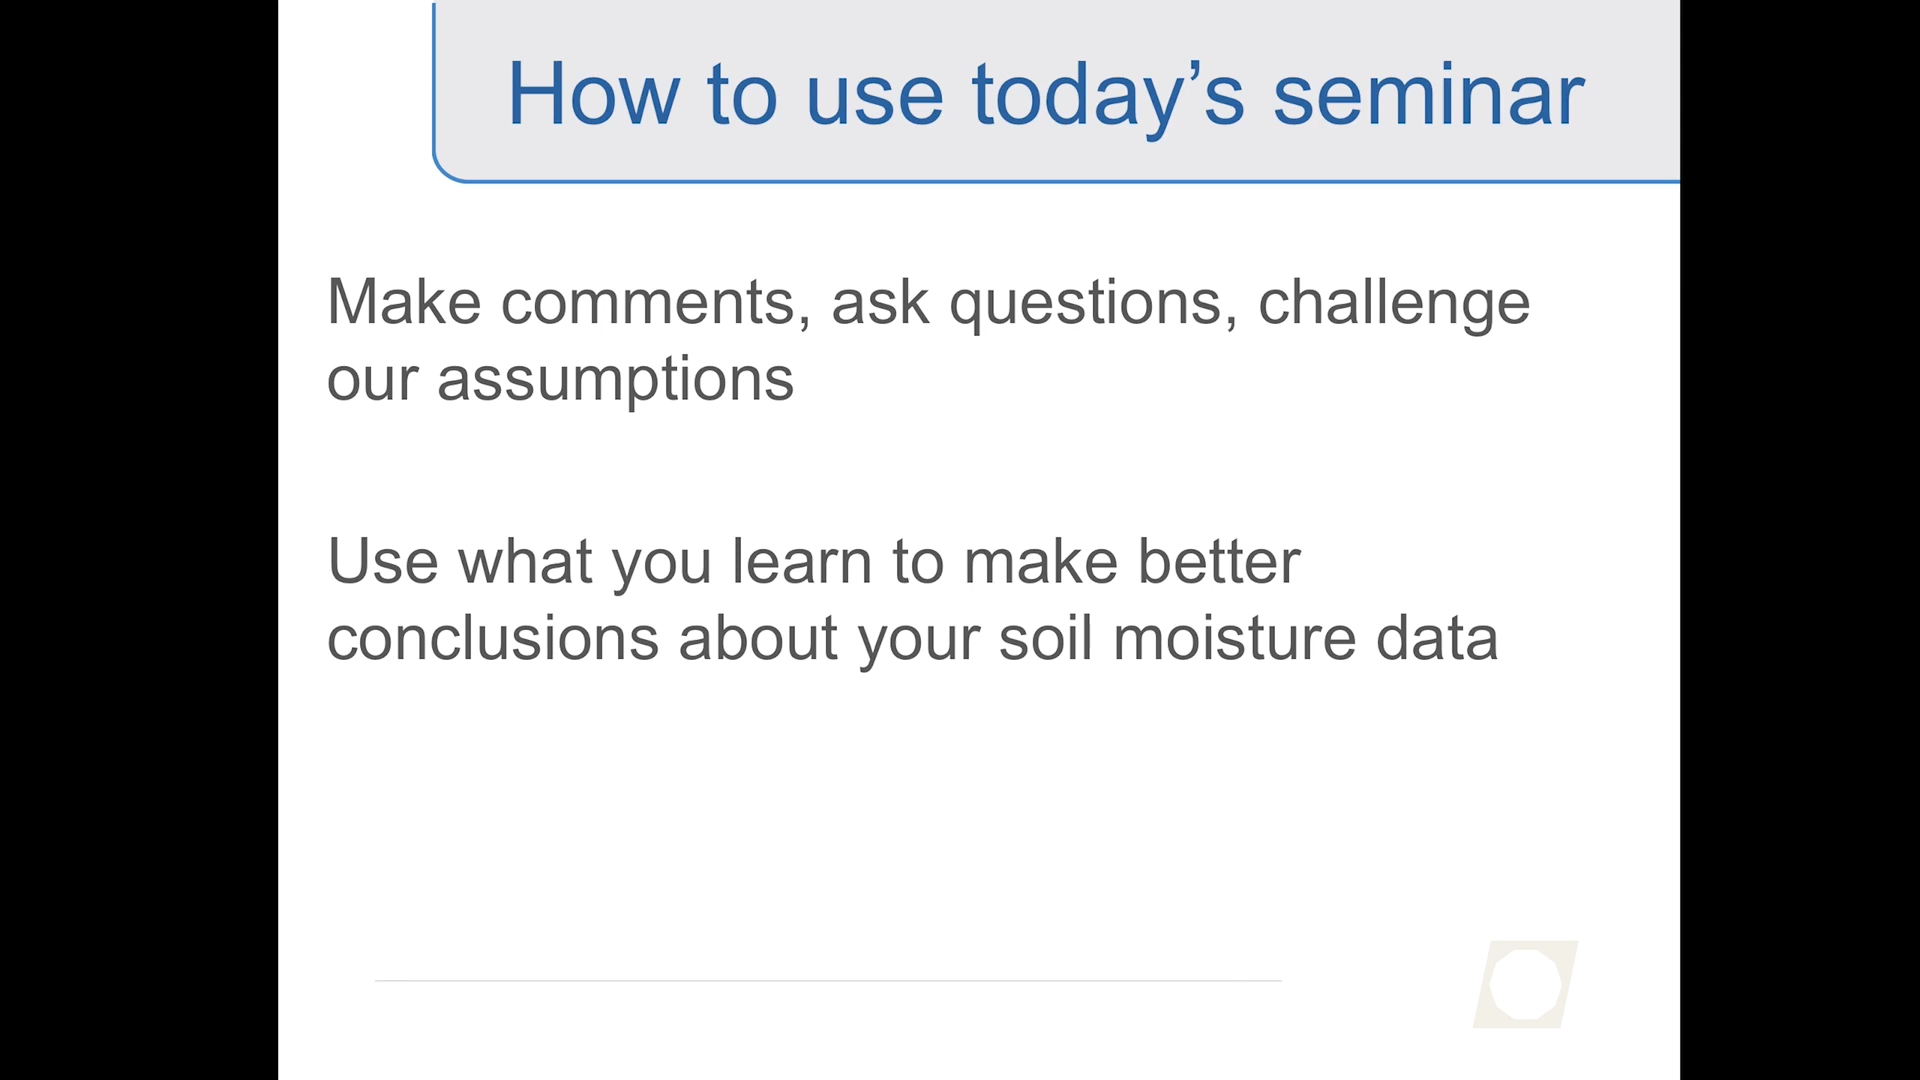 How to use today’s seminar
Make comments, ask questions, challenge
our assumptions
Use what you learn to make better
conclusions about your soil moisture data